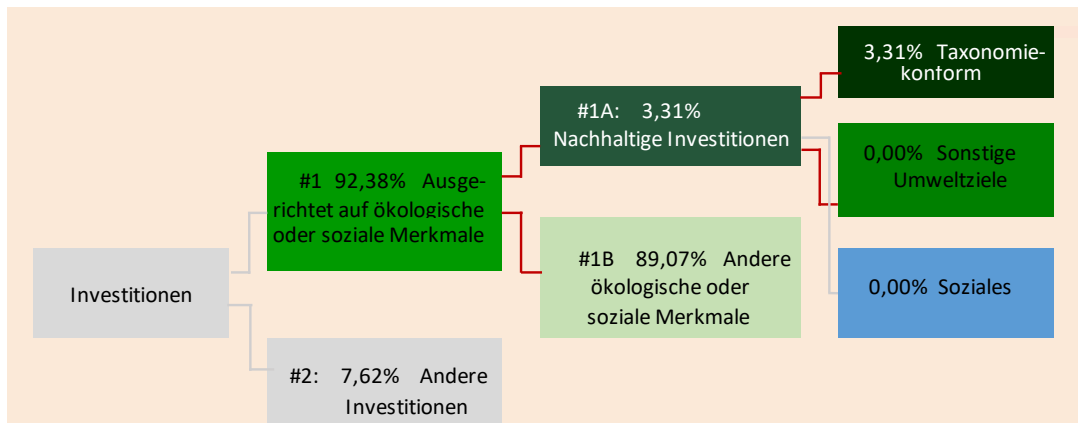 Investitionen
#1 92,38% Ausge-
richtet auf ökologische
oder soziale Merkmale
#2: 7,62% Andere
Investitionen
#1A: 3,31%
Nachhaltige Investitionen
#1B 89,07% Andere
ökologische oder
soziale Merkmale
3,31% Taxonomie-
konform
0,00% Sonstige
Umweltziele
0,00% Soziales